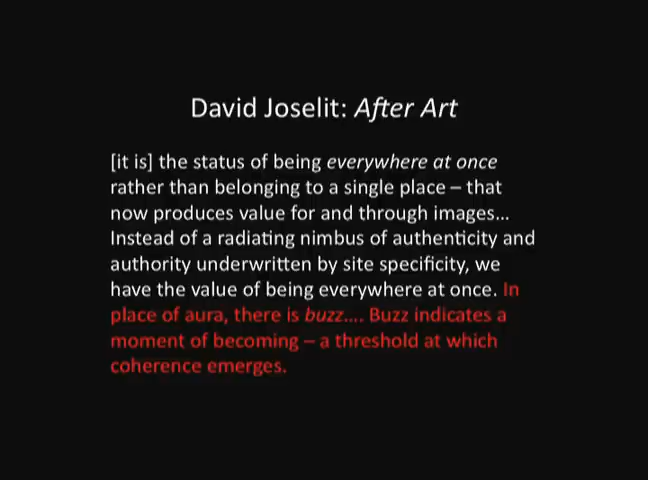 David Joselit: After Art
[it is] the status of being everywhere at once
rather than belonging to a single place – that
now produces value for and through images…
Instead of a radiating nimbus of authenticity and
authority underwritten by site specificity, we
have the value of being everywhere at once. In
place of aura, there is buzz…. Buzz indicates a
moment of becoming – a threshold at which
coherence emerges.